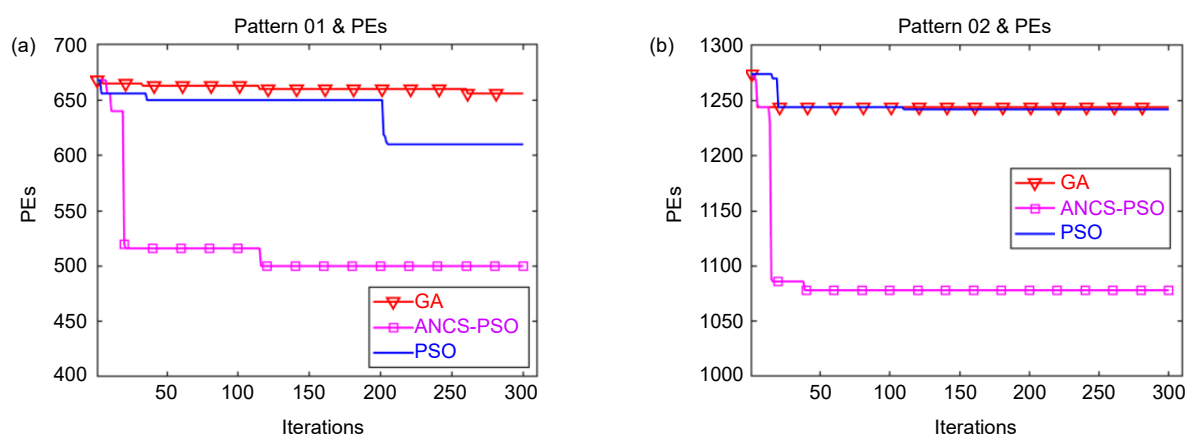 Pattern 01 & PEs
(a)
700
650
600
550
500
450
400
PEs
50 100 150 200 250 300
Iterations
GA
ANCS-PSO
PSO
Pattern 02 & PEs
(b)
1300
1250
1200
1150
1100
1050
1000
PEs
50 100 150 200 250 300
Iterations
GA
ANCS-PSO
PSO